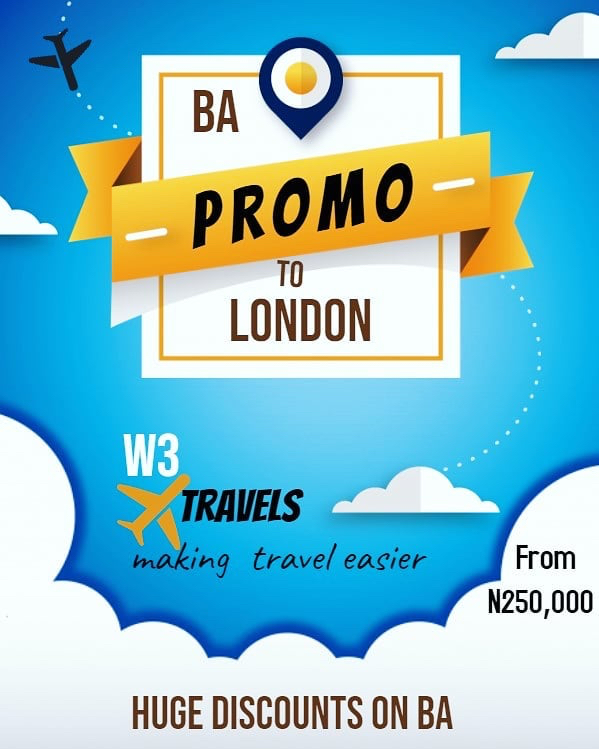 BA
PROMO
TO
LONDON
W3
TRAVELS
making travel easier
From
N250,000
HUGE DISCOUNTS ON BA